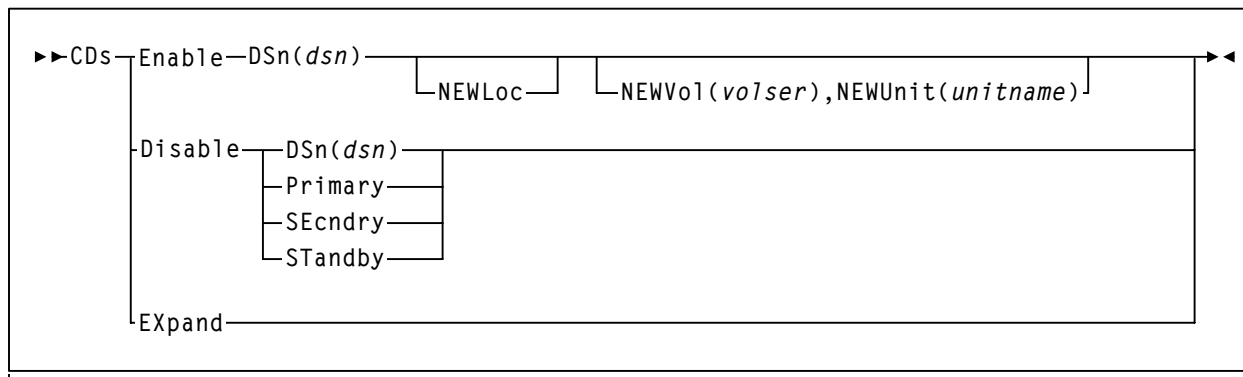 CDs Enable DSn(dsn)
NEWLoc NEWVol(volser),NEWUnit(unitname)
Disable DSn(dsn)
Primary
SEcndry
STandby
EXpand